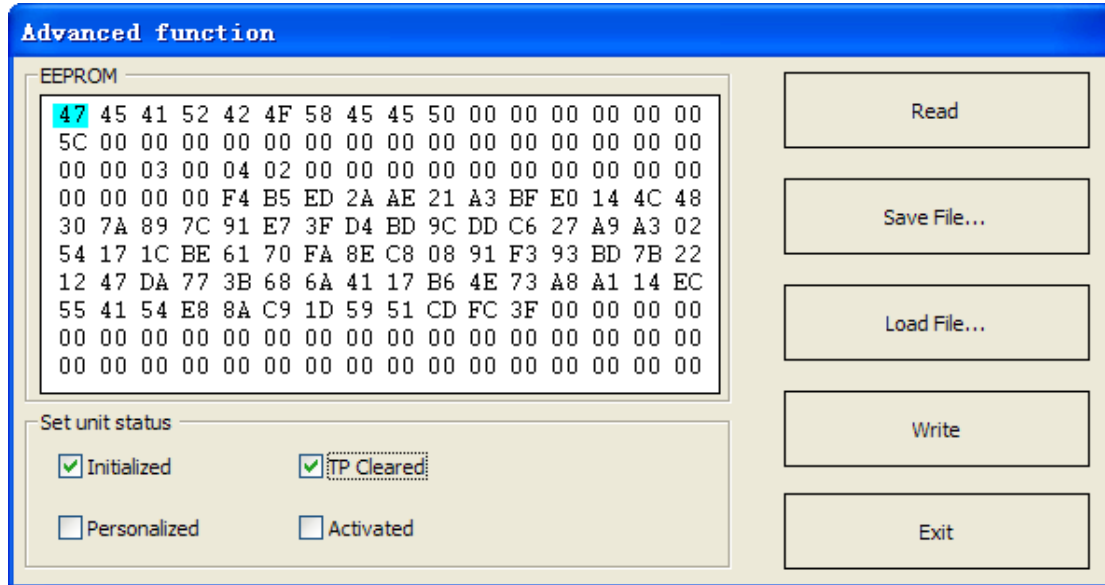 Advanced function
EEPROM
47 45 41 52 42 4F 58 45 45 50 00 00 00 00 00 00
5C 00 00 00 00 00 00 00 00 00 00 00 00 00 00 00
00 00 03 00 04 02 00 00 00 00 00 00 00 00 00 00
00 00 00 00 F4 B5 ED 2A AE 21 A3 BF E0 14 4C 48
30 7A 89 7C 91 E7 3F D4 BD 9C DD C6 27 A9 A3 02
54 17 1C BE 61 70 FA 8E C8 08 91 F3 93 BD 7B 22
12 47 DA 77 3B 68 6A 41 17 B6 4E 73 A8 A1 14 EC
55 41 54 E8 8A C9 1D 59 51 CD FC 3F 00 00 00 00
00 00 00 00 00 00 00 00 00 00 00 00 00 00 00 00
00 00 00 00 00 00 00 00 00 00 00 00 00 00 00 00
Set unit status
Initialized
TP Cleared
Personalized
Activated
Read
Save File...
Load File...
Write
Exit